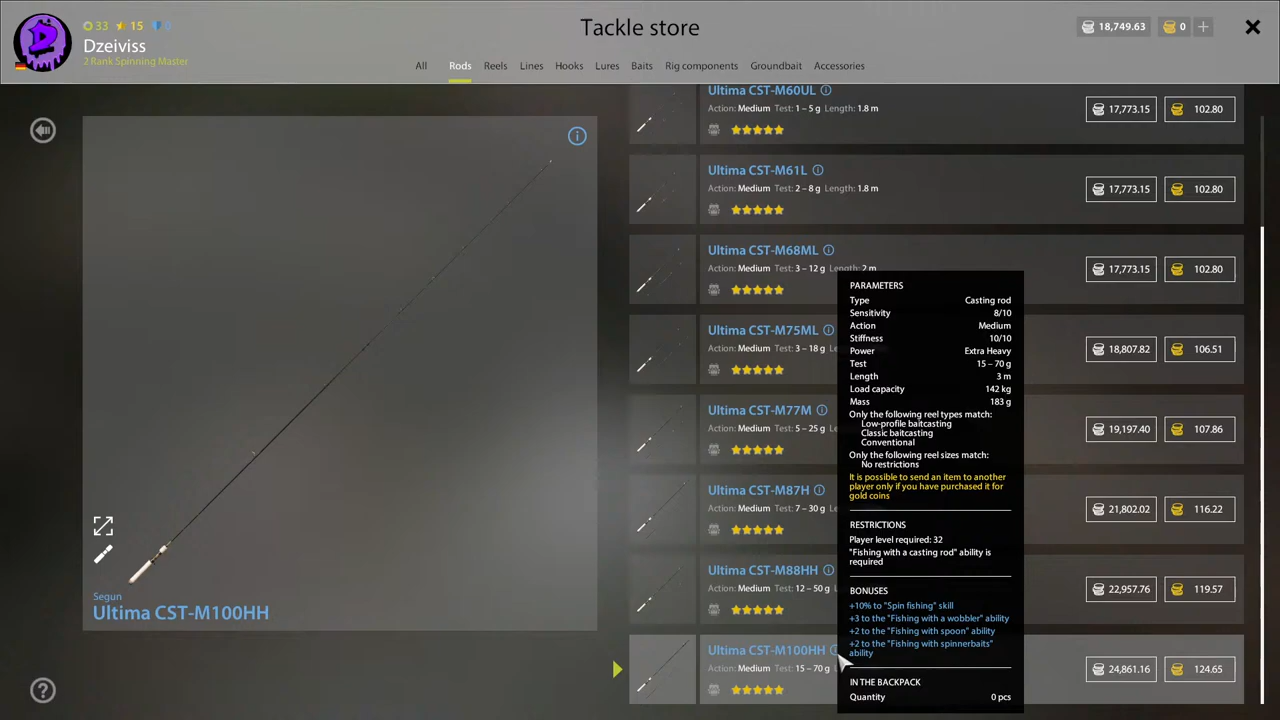 33 15 0
Dzeiviss
2 Rank Spinning Master
Tackle store
18,749.63 0
All Rods Reels Lines Hooks Lures Baits Rig components Groundbait Accessories
Segun
Ultima CST-M100HH
Ultima CST-M60UL
Action: Medium Test: 1 – 5 g Length: 1.8 m
17,773.15 102.80
Ultima CST-M61L
Action: Medium Test: 2 – 8 g Length: 1.8 m
17,773.15 102.80
Ultima CST-M68ML
Action: Medium Test: 3 – 12 g Length: 2 m
17,773.15 102.80
Ultima CST-M75ML
Action: Medium Test: 3 – 18 g
18,807.82 106.51
Ultima CST-M77M
Action: Medium Test: 5 – 25 g
19,197.40 107.86
Ultima CST-M87H
Action: Medium Test: 7 – 30 g
21,802.02 116.22
Ultima CST-M88HH
Action: Medium Test: 12 – 50 g
22,957.76 119.57
Ultima CST-M100HH
Action: Medium Test: 15 – 70 g
24,861.16 124.65
PARAMETERS
Type Casting rod
Sensitivity 8/10
Action Medium
Stiffness 10/10
Power Extra Heavy
Test 15 – 70 g
Length 3 m
Load capacity 142 kg
Mass 183 g
Only the following reel types match:
Low-profile baitcasting
Classic baitcasting
Conventional
Only the following reel sizes match:
No restrictions
It is possible to send an item to another
player only if you have purchased it for
gold coins
RESTRICTIONS
Player level required: 32
"Fishing with a casting rod" ability is
required
BONUSES
+10% to "Spin fishing" skill
+3 to the "Fishing with a wobbler" ability
+2 to the "Fishing with spoon" ability
+2 to the "Fishing with spinnerbaits"
ability
IN THE BACKPACK
Quantity 0 pcs